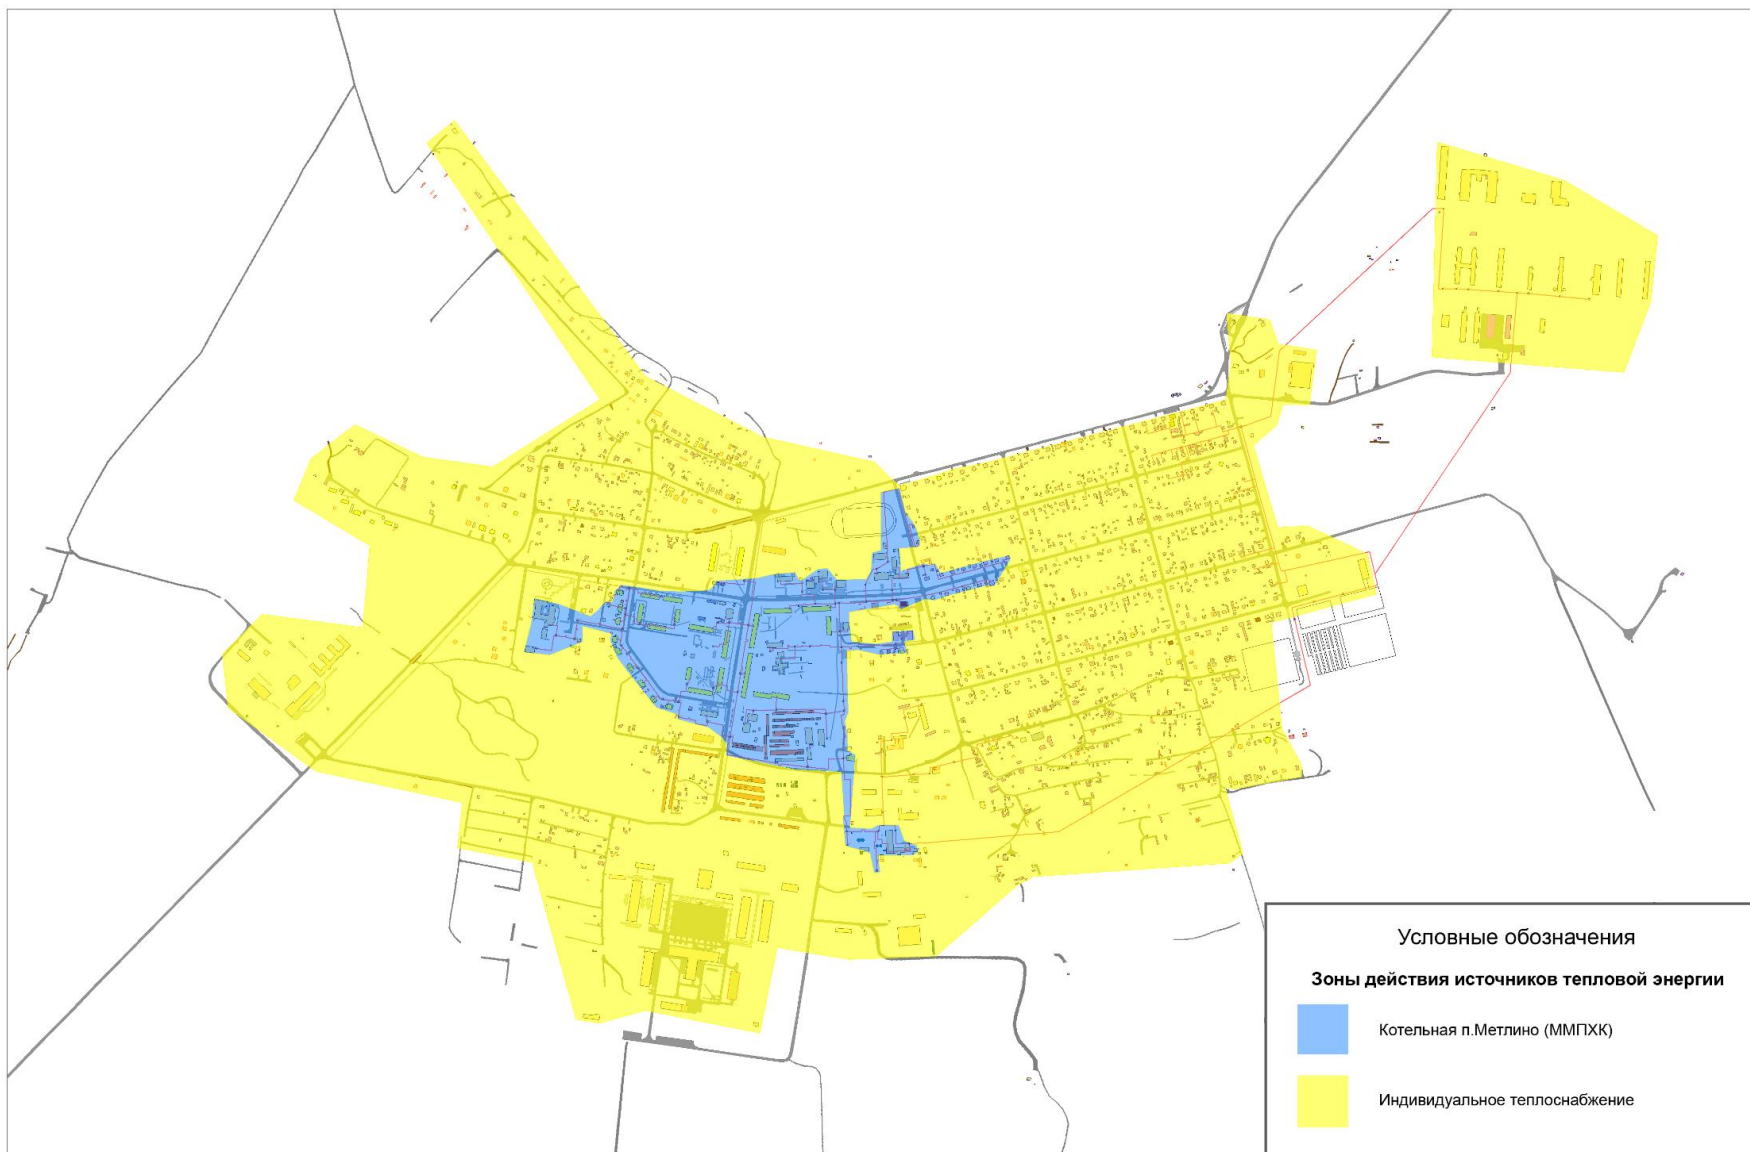 Условные обозначения
Зоны действия источников тепловой энергии
Котельная п.Метлино (ММПХК)
Индивидуальное теплоснабжение